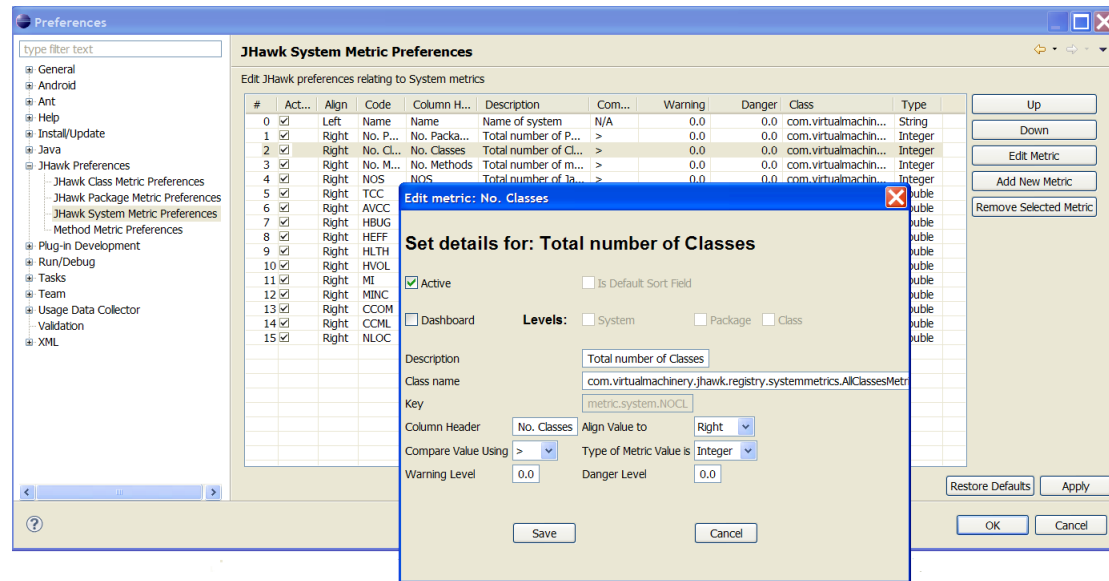 Preferences
type filter text
General
Android
Ant
Help
Install/Update
Java
JHawk Preferences
JHawk Class Metric Preferences
JHawk Package Metric Preferences
JHawk System Metric Preferences
Method Metric Preferences
Plug-in Development
Run/Debug
Tasks
Team
Usage Data Collector
Validation
XML
JHawk System Metric Preferences
Edit JHawk preferences relating to System metrics
# Act... Align Code Column H... Description Com... Warning Danger Class Type
0 Left Name Name Name of system N/A 0.0 0.0 com.virtualmachin... String
1 Right No. P... No. Packa... Total number of P... > 0.0 0.0 com.virtualmachin... Integer
2 Right No. Cl... No. Classes Total number of Cl... > 0.0 0.0 com.virtualmachin... Integer
3 Right No. M... No. Methods Total number of m... > 0.0 0.0 com.virtualmachin... Integer
4 Right NOS NOS Total number of Ja... > 0.0 0.0 com.virtualmachin... Integer
5 Right TCC
6 Right AVCC
7 Right HBUG
8 Right HEFF
9 Right HLTH
10 Right HVOL
11 Right MI
12 Right MINC
13 Right CCOM
14 Right CCML
15 Right NLOC
Up
Down
Edit Metric
Add New Metric
Remove Selected Metric
Edit metric: No. Classes
Set details for: Total number of Classes
Active Is Default Sort Field
Dashboard Levels: System Package Class
Description Total number of Classes
Class name com.virtualmachinery.jhawk.registry.systemmetrics.AllClassesMetri
Key metric.system.NOCL
Column Header No. Classes Align Value to Right
Compare Value Using > Type of Metric Value is Integer
Warning Level 0.0 Danger Level 0.0
Save Cancel
Restore Defaults Apply
OK Cancel